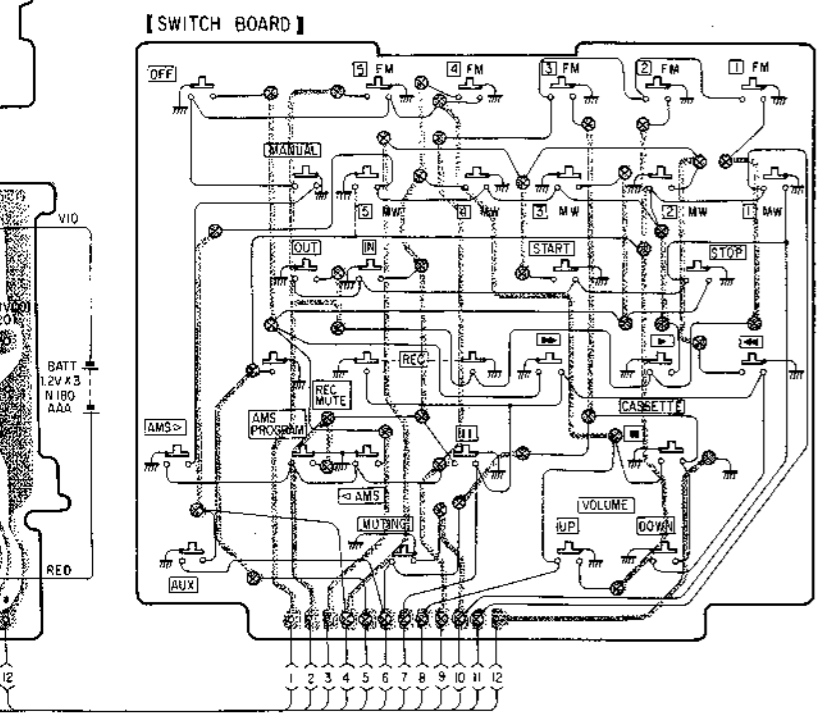 【SWITCH BOARD】
OFF
5 FM
4 FM
3 FM
2 FM
1 FM
MANUAL
5 MW
4 MW
3 MW
2 MW
1 MW
V10
OUT
IN
START
STOP
BATT
1.2V X 3
N 180
AAA
REC
REC
MUTE
CASSETTE
AMS▷
AMS
PROGRAM
◁ AMS
VOLUME
MUTING
UP
DOWN
RED
AUX
12
1 2 3 4 5 6 7 8 9 10 11 12